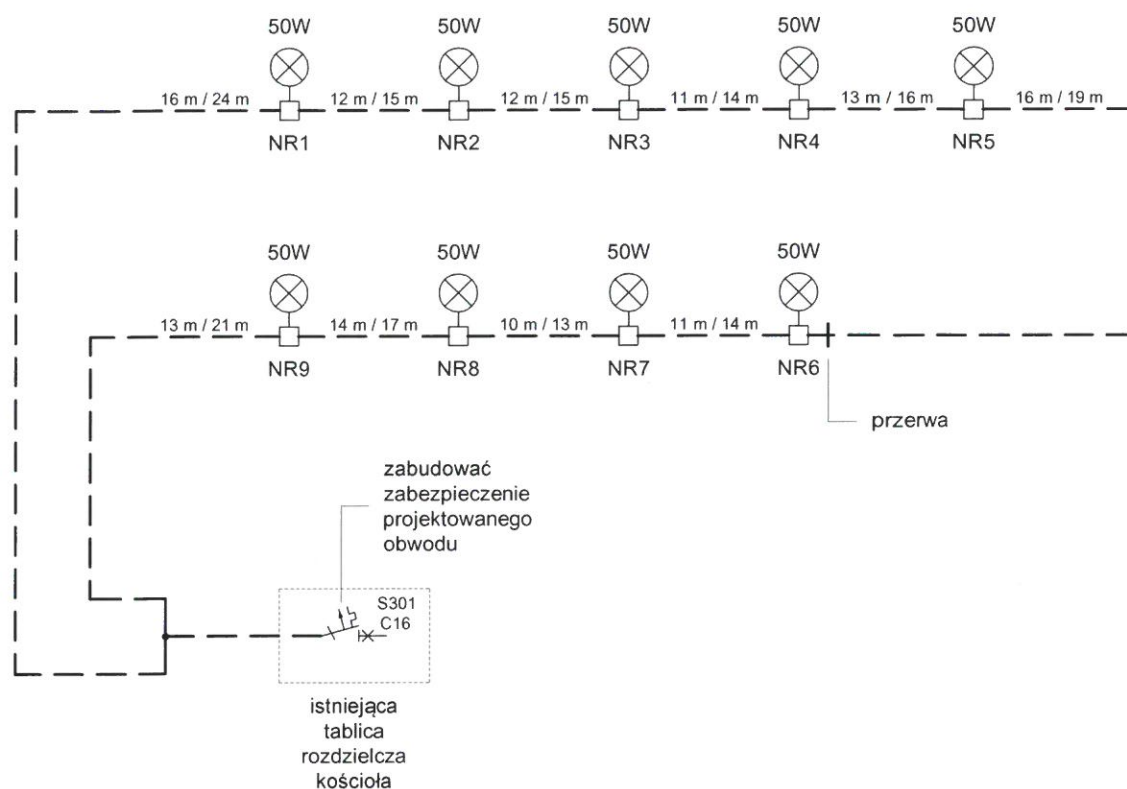 50W 50W 50W 50W 50W
16 m / 24 m 12 m / 15 m 12 m / 15 m 11 m / 14 m 13 m / 16 m 16 m / 19 m
NR1 NR2 NR3 NR4 NR5
50W 50W 50W 50W
13 m / 21 m 14 m / 17 m 10 m / 13 m 11 m / 14 m
NR9 NR8 NR7 NR6
przerwa
zabudować
zabezpieczenie
projektowanego
obwodu
S301
C16
istniejąca
tablica
rozdzielcza
kościoła